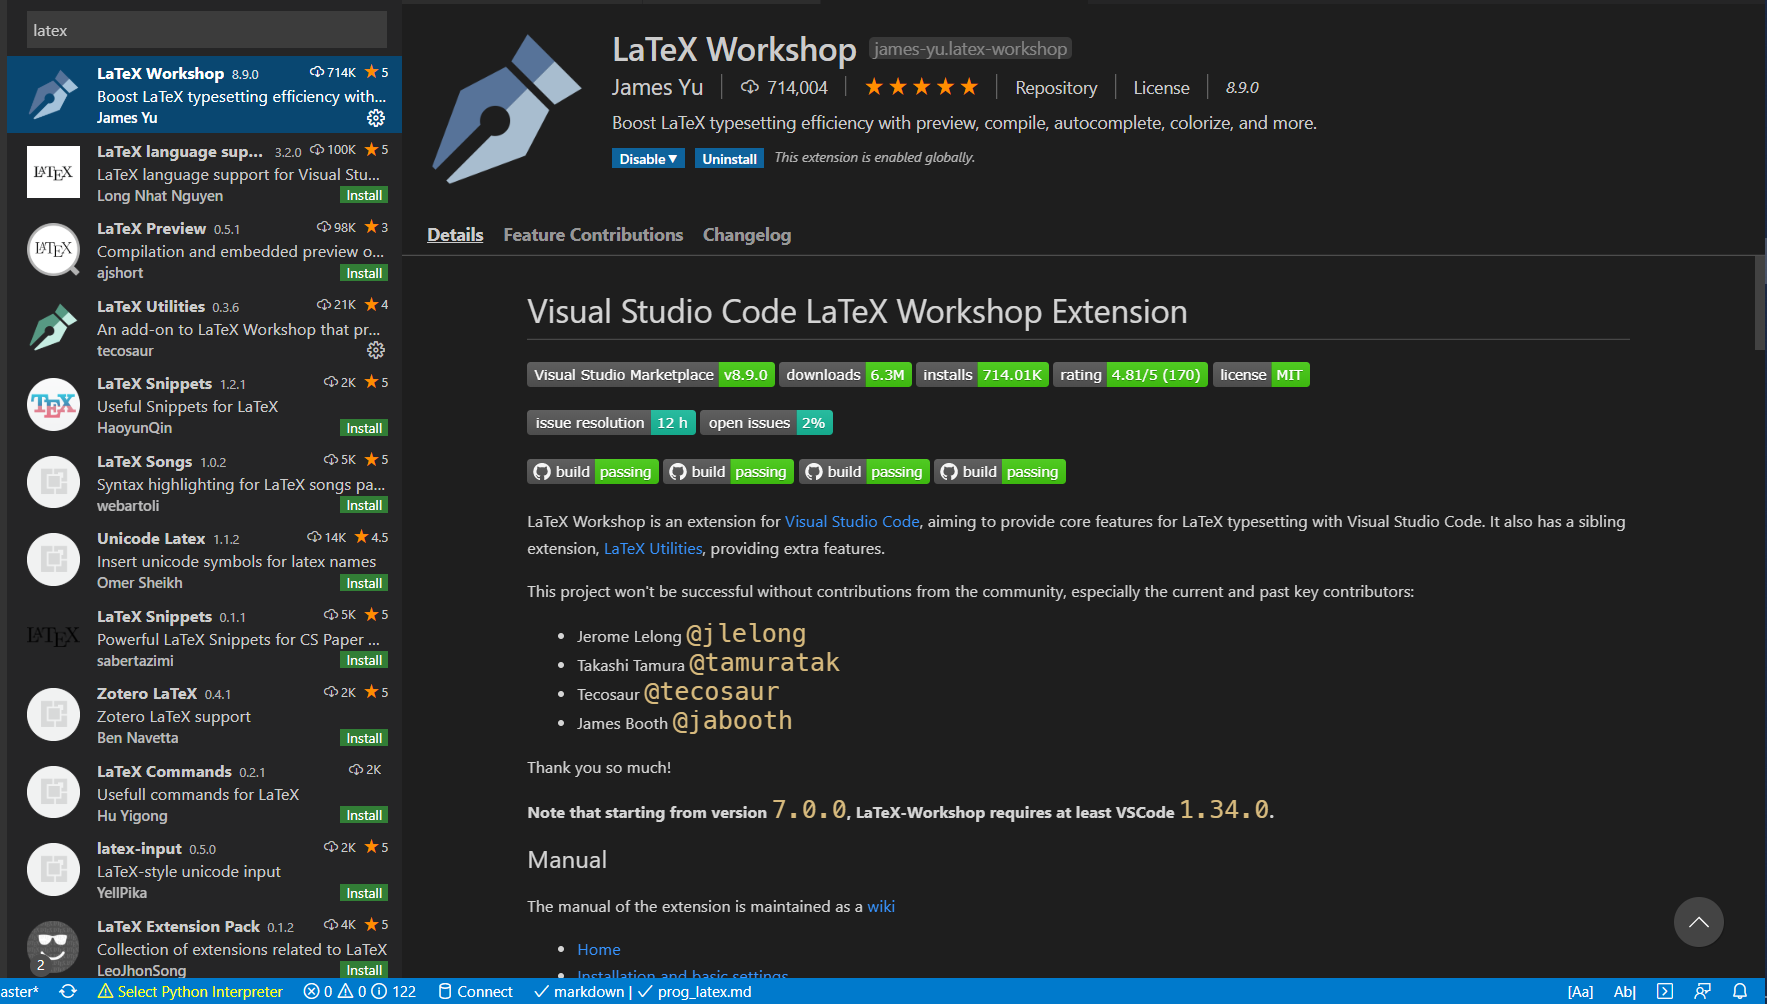 latex
LaTeX Workshop 8.9.0 714K 5
Boost LaTeX typesetting efficiency with...
James Yu
LaTeX language sup... 3.2.0 100K 5
LaTeX language support for Visual Stu...
Long Nhat Nguyen Install
LaTeX Preview 0.5.1 98K 3
Compilation and embedded preview o...
ajshort Install
LaTeX Utilities 0.3.6 21K 4
An add-on to LaTeX Workshop that pr...
tecosaur
LaTeX Snippets 1.2.1 2K 5
Useful Snippets for LaTeX
HaoyunQin Install
LaTeX Songs 1.0.2 5K 5
Syntax highlighting for LaTeX songs pa...
webartoli Install
Unicode Latex 1.1.2 14K 4.5
Insert unicode symbols for latex names
Omer Sheikh Install
LaTeX Snippets 0.1.1 5K 5
Powerful LaTeX Snippets for CS Paper ...
sabertazimi Install
Zotero LaTeX 0.4.1 2K 5
Zotero LaTeX support
Ben Navetta Install
LaTeX Commands 0.2.1 2K
Usefull commands for LaTeX
Hu Yigong Install
latex-input 0.5.0 2K 5
LaTeX-style unicode input
YellPika Install
LaTeX Extension Pack 0.1.2 4K 5
Collection of extensions related to LaTeX
LeoJhonSong Install
2
LATEX
LATEX
TEX
LATEX
LaTeX Workshop james-yu.latex-workshop
James Yu 714,004 Repository License 8.9.0
Boost LaTeX typesetting efficiency with preview, compile, autocomplete, colorize, and more.
Disable Uninstall This extension is enabled globally.
Details Feature Contributions Changelog
Visual Studio Code LaTeX Workshop Extension
Visual Studio Marketplace v8.9.0 downloads 6.3M installs 714.01K rating 4.81/5 (170) license MIT
issue resolution 12 h open issues 2%
build passing build passing build passing build passing
LaTeX Workshop is an extension for Visual Studio Code, aiming to provide core features for LaTeX typesetting with Visual Studio Code. It also has a sibling
extension, LaTeX Utilities, providing extra features.
This project won't be successful without contributions from the community, especially the current and past key contributors:
• Jerome Lelong @jlelong
• Takashi Tamura @tamuratak
• Tecosaur @tecosaur
• James Booth @jabooth
Thank you so much!
Note that starting from version 7.0.0, LaTeX-Workshop requires at least VSCode 1.34.0.
Manual
The manual of the extension is maintained as a wiki
• Home
• Installation and basic settings
aster* Select Python Interpreter 0 0 122 Connect markdown | prog_latex.md [Aa] Ab|